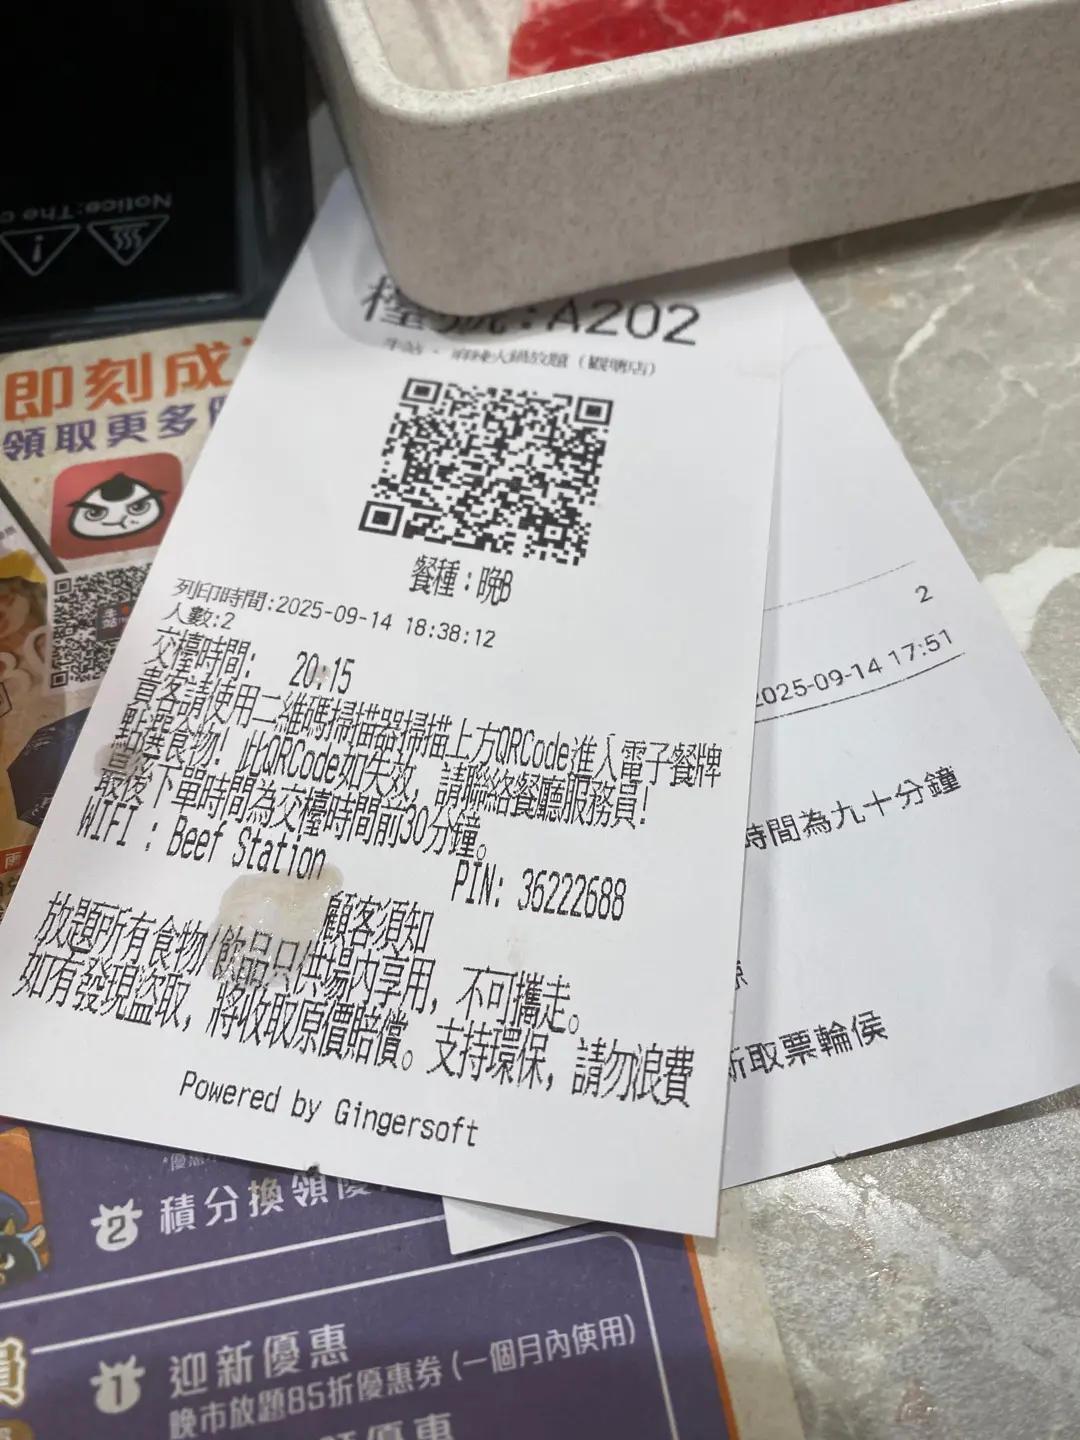 Notice:The
即刻成
領取更多
檯號:A202
牛站 - 麻辣火鍋放題（觀塘店）
餐種：晚B
列印時間:2025-09-14 18:38:12
人數:2
交檯時間： 20:15
貴客請使用二維碼掃描器掃描上方QRCode進入電子餐牌
點選食物！此QRCode如失效，請聯絡餐廳服務員！
最後下單時間為交檯時間前30分鐘。
WIFI : Beef Station PIN: 36222688
顧客須知
放題所有食物/飲品只供場內享用，不可攜走。
如有發現盜取，將收取原價賠償。支持環保，請勿浪費
Powered by Gingersoft
2
2025-09-14 17:51
時間為九十分鐘
新取票輪侯
2 積分換領優
1 迎新優惠
晚市放題85折優惠券（一個月內使用）
優惠